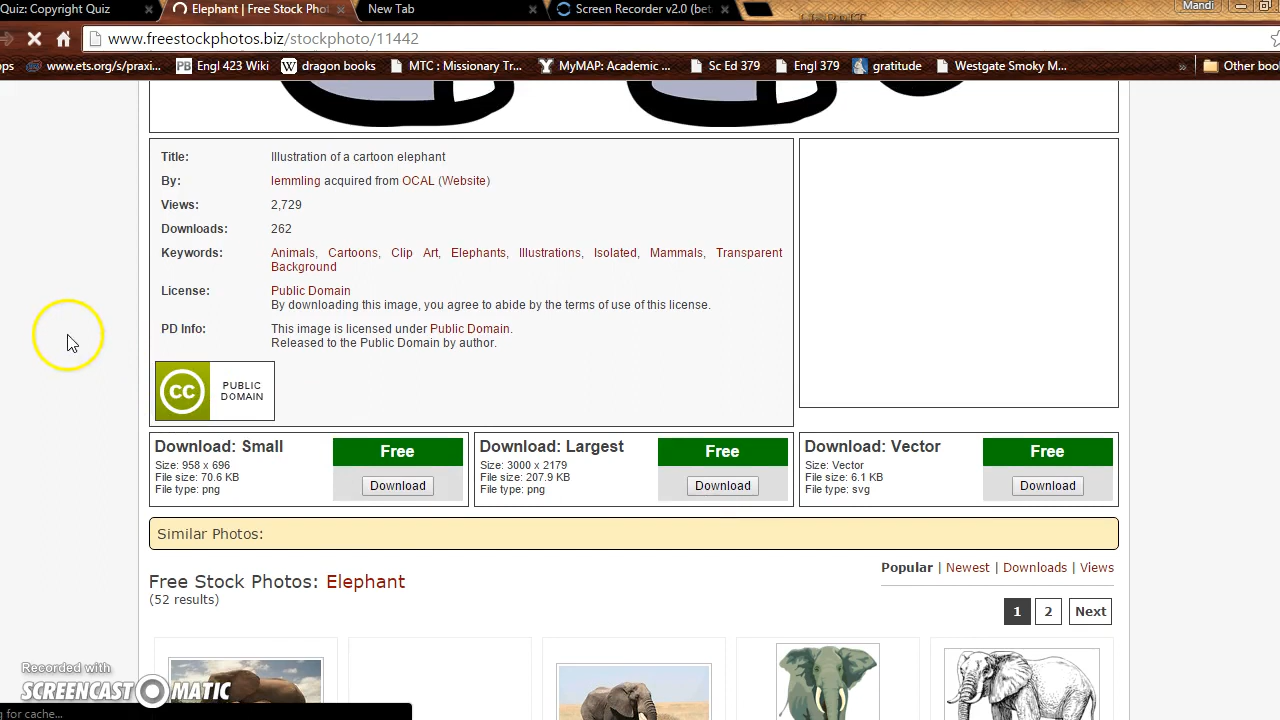 Quiz: Copyright Quiz
Elephant | Free Stock Phot
New Tab
Screen Recorder v2.0 (bet
Mandi
www.freestockphotos.biz/stockphoto/11442
ps
www.ets.org/s/praxi...
PB Engl 423 Wiki
W dragon books
MTC : Missionary Tr...
Y MyMAP: Academic ...
Sc Ed 379
Engl 379
gratitude
Westgate Smoky M...
»
Other boo
Title: Illustration of a cartoon elephant
By: lemmling acquired from OCAL (Website)
Views: 2,729
Downloads: 262
Keywords: Animals, Cartoons, Clip Art, Elephants, Illustrations, Isolated, Mammals, Transparent
Background
License: Public Domain
By downloading this image, you agree to abide by the terms of use of this license.
PD Info: This image is licensed under Public Domain.
Released to the Public Domain by author.
CC PUBLIC
DOMAIN
Download: Small
Free
Size: 958 x 696
File size: 70.6 KB
File type: png
Download
Download: Largest
Free
Size: 3000 x 2179
File size: 207.9 KB
File type: png
Download
Download: Vector
Free
Size: Vector
File size: 6.1 KB
File type: svg
Download
Similar Photos:
Popular | Newest | Downloads | Views
Free Stock Photos: Elephant
(52 results)
1 2 Next
Recorded with
SCREENCAST O MATIC
g for cache...